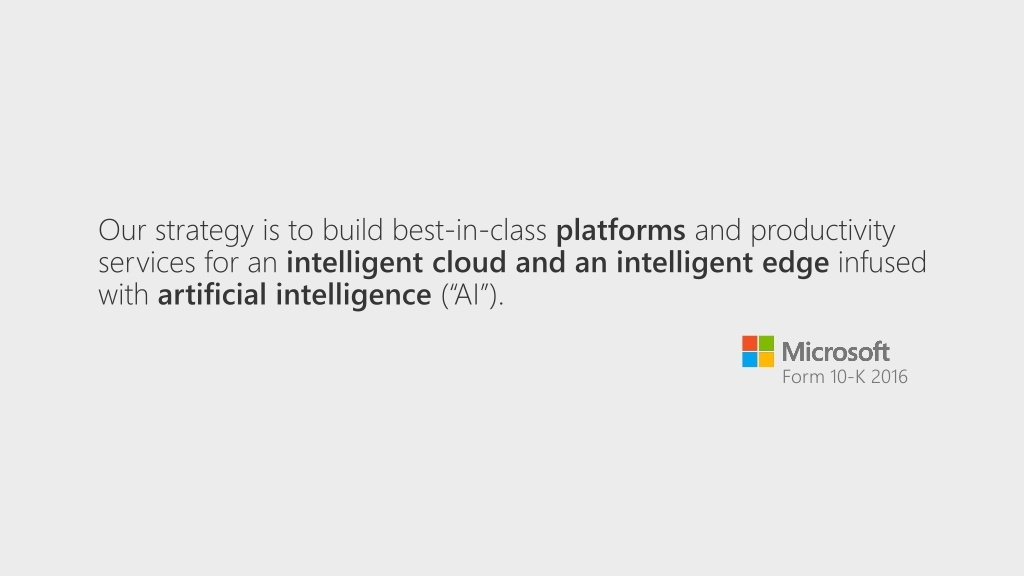 Our strategy is to build best-in-class platforms and productivity
services for an intelligent cloud and an intelligent edge infused
with artificial intelligence (“AI”).
Microsoft
Form 10-K 2016